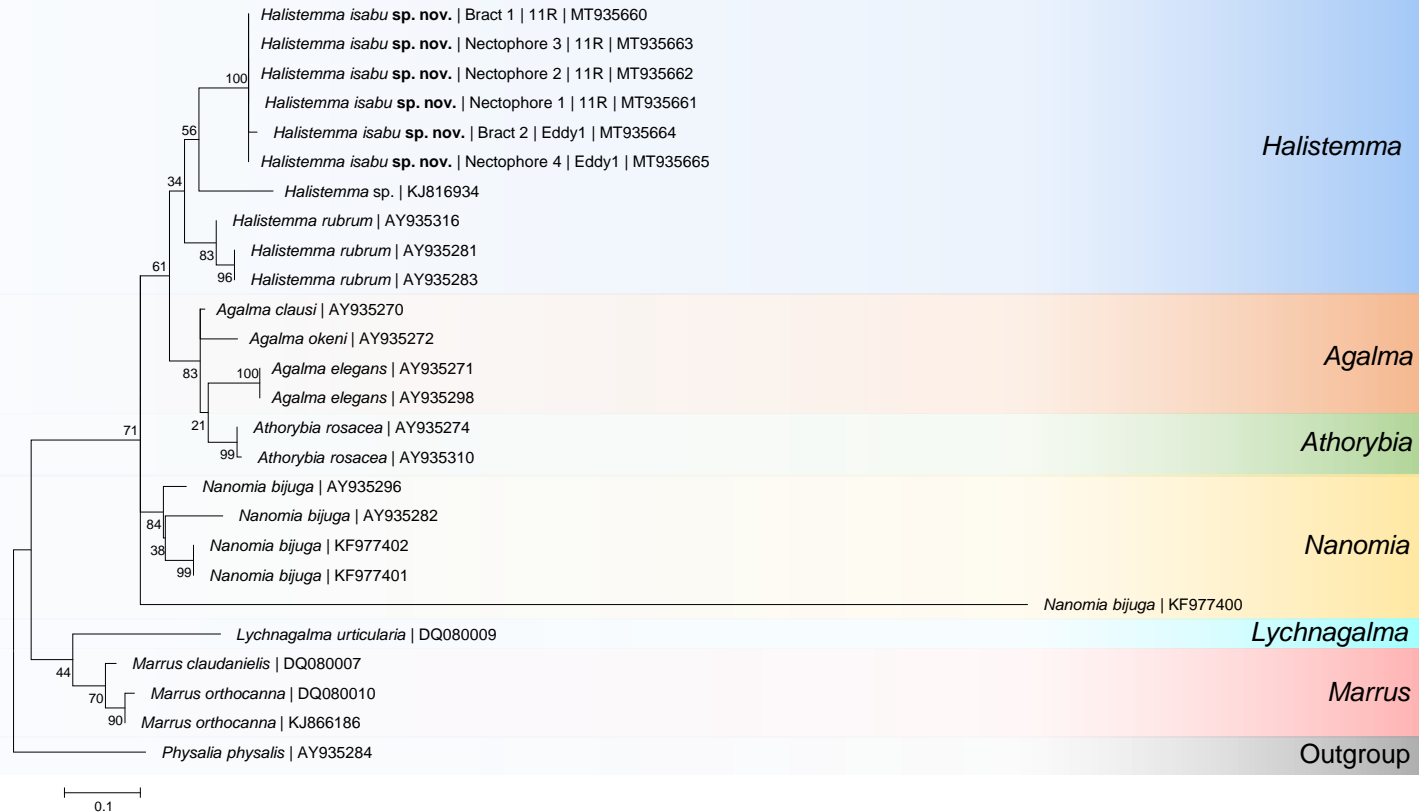 Halistemma isabu sp. nov. | Bract 1 | 11R | MT935660
Halistemma isabu sp. nov. | Nectophore 3 | 11R | MT935663
Halistemma isabu sp. nov. | Nectophore 2 | 11R | MT935662
100
Halistemma isabu sp. nov. | Nectophore 1 | 11R | MT935661
56
Halistemma isabu sp. nov. | Bract 2 | Eddy1 | MT935664
Halistemma
Halistemma isabu sp. nov. | Nectophore 4 | Eddy1 | MT935665
34
Halistemma sp. | KJ816934
Halistemma rubrum | AY935316
83
Halistemma rubrum | AY935281
61
96
Halistemma rubrum | AY935283
Agalma clausi | AY935270
Agalma okeni | AY935272
Agalma
83
100
Agalma elegans | AY935271
Agalma elegans | AY935298
21
Athorybia rosacea | AY935274
71
Athorybia
99
Athorybia rosacea | AY935310
Nanomia bijuga | AY935296
84
Nanomia bijuga | AY935282
38
Nanomia bijuga | KF977402
Nanomia
99
Nanomia bijuga | KF977401
Nanomia bijuga | KF977400
Lychnagalma urticularia | DQ080009
Lychnagalma
44
Marrus claudanielis | DQ080007
70
Marrus orthocanna | DQ080010
Marrus
90
Marrus orthocanna | KJ866186
Physalia physalis | AY935284
Outgroup
0.1